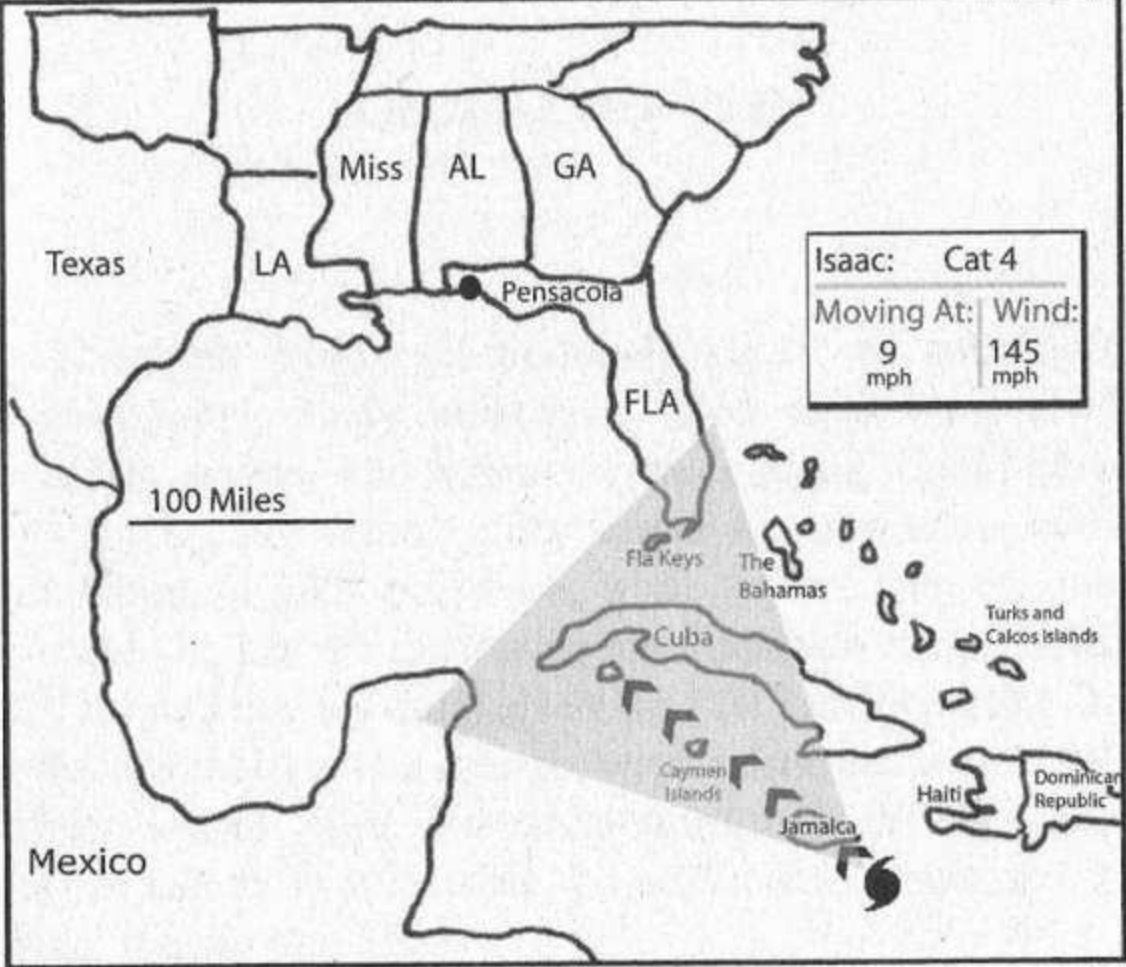 Miss
AL
GA
Texas
LA
Pensacola
Isaac: Cat 4
Moving At: Wind:
9 145
mph mph
FLA
100 Miles
Fla Keys
The
Bahamas
Turks and
Calcos Islands
Cuba
Caymen
Islands
Haiti
Dominican
Republic
Jamaica
Mexico